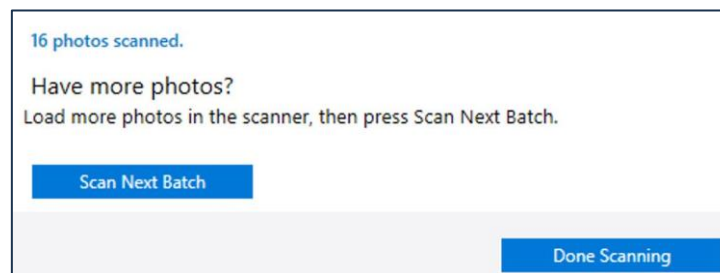 16 photos scanned.
Have more photos?
Load more photos in the scanner, then press Scan Next Batch.
Scan Next Batch
Done Scanning